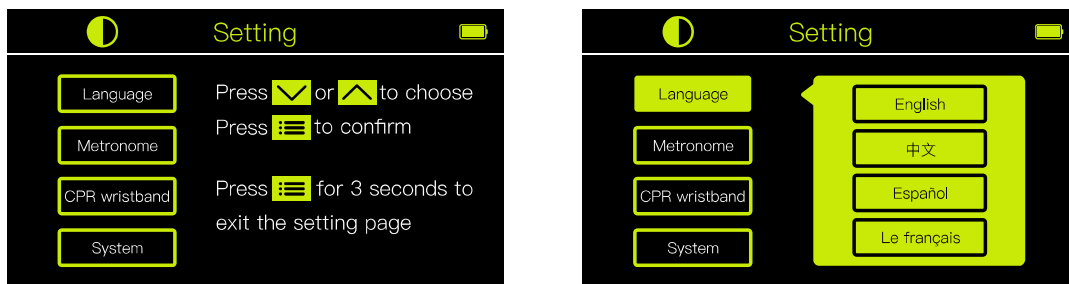 Setting
Language
Metronome
CPR wristband
System
Press or to choose
Press to confirm
Press for 3 seconds to
exit the setting page
Setting
Language
Metronome
CPR wristband
System
English
中文
Español
Le français